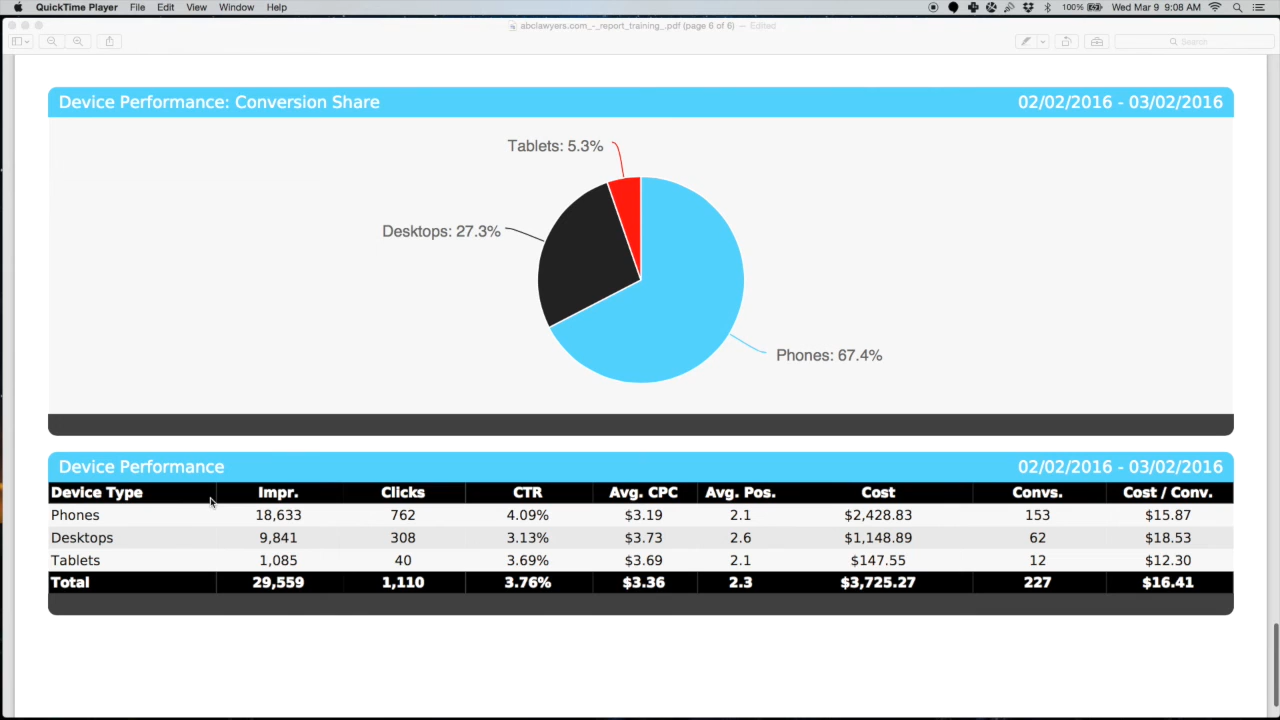 QuickTime Player File Edit View Window Help 100% Wed Mar 9 9:08 AM
abclawyers.com_-_report_training_.pdf (page 6 of 6) — Edited
Search
Device Performance: Conversion Share 02/02/2016 - 03/02/2016
Tablets: 5.3%
Desktops: 27.3%
Phones: 67.4%
Device Performance 02/02/2016 - 03/02/2016
Device Type Impr. Clicks CTR Avg. CPC Avg. Pos. Cost Convs. Cost / Conv.
Phones 18,633 762 4.09% $3.19 2.1 $2,428.83 153 $15.87
Desktops 9,841 308 3.13% $3.73 2.6 $1,148.89 62 $18.53
Tablets 1,085 40 3.69% $3.69 2.1 $147.55 12 $12.30
Total 29,559 1,110 3.76% $3.36 2.3 $3,725.27 227 $16.41